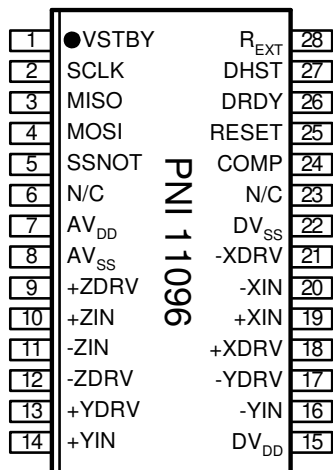 1 VSTBY R_EXT 28
2 SCLK DHST 27
3 MISO DRDY 26
4 MOSI RESET 25
5 SSNOT COMP 24
6 N/C N/C 23
7 AV_DD DV_SS 22
8 AV_SS -XDRV 21
9 +ZDRV -XIN 20
10 +ZIN +XIN 19
11 -ZIN +XDRV 18
12 -ZDRV -YDRV 17
13 +YDRV -YIN 16
14 +YIN DV_DD 15
PNI 11096